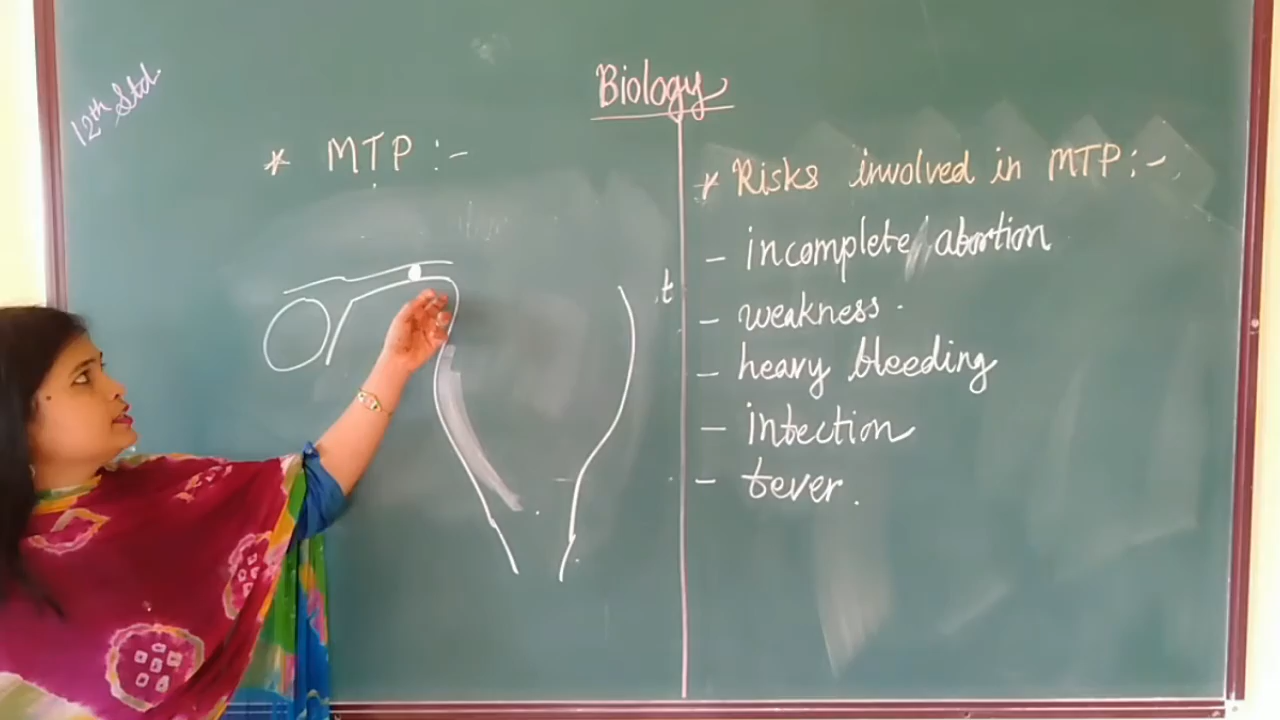 12th Std.
Biology
* MTP :-
* Risks involved in MTP :-
- incomplete abortion
t
- weakness.
- heavy bleeding
- infection
- fever.